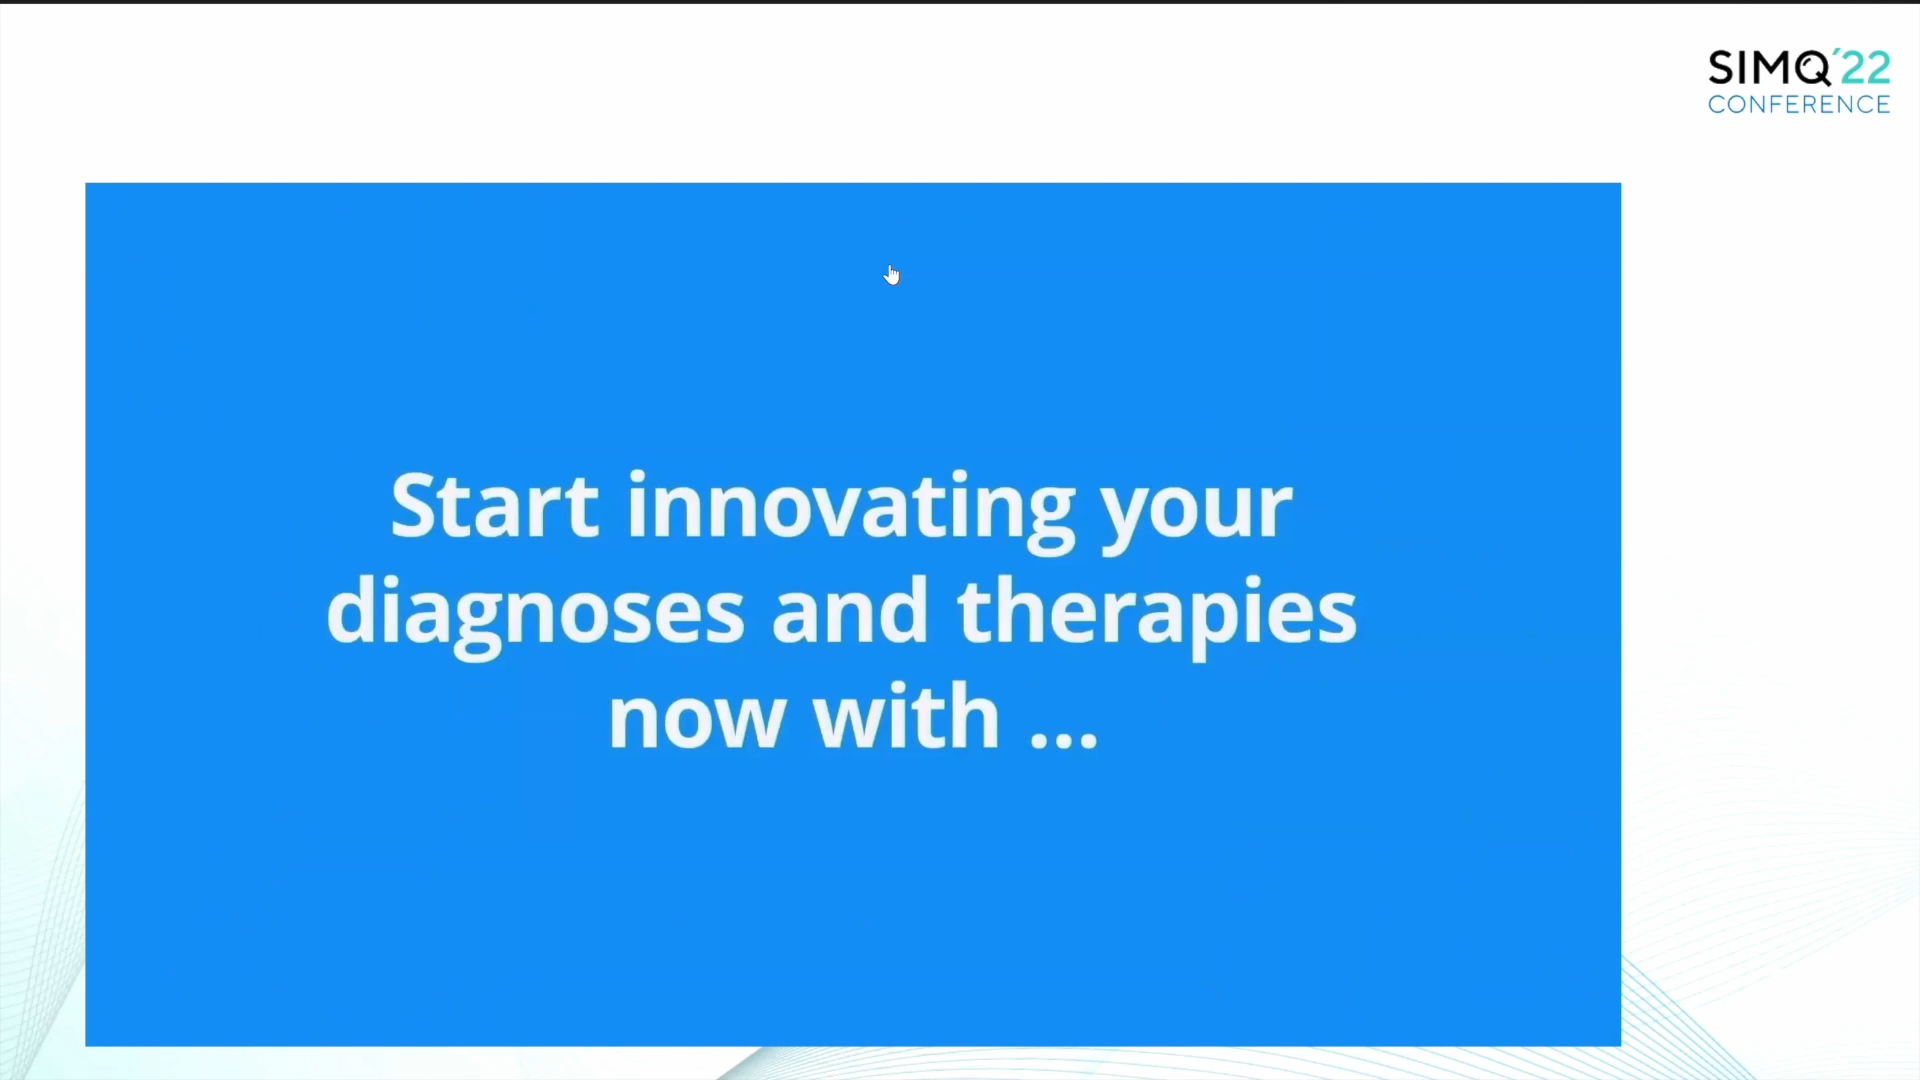 SIMQ´22
CONFERENCE
Start innovating your
diagnoses and therapies
now with ...